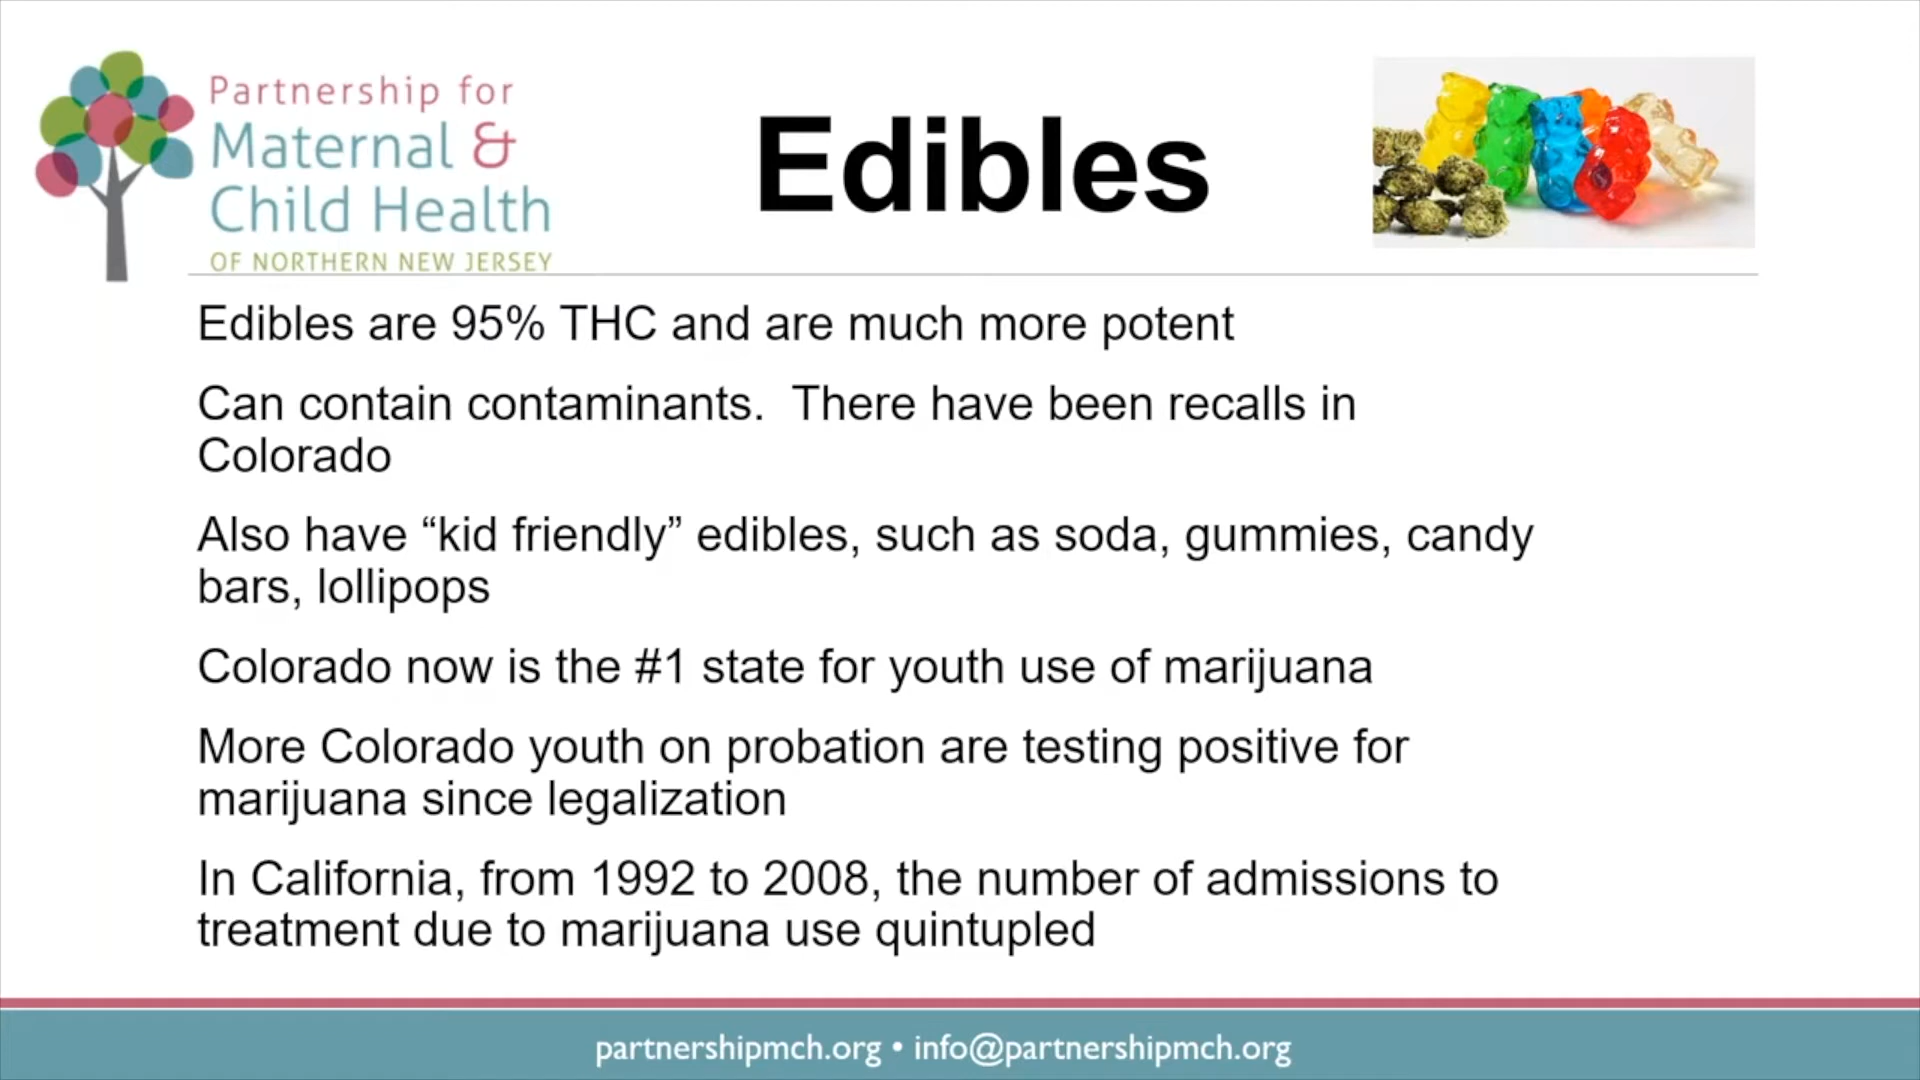 Partnership for
Maternal &
Child Health
OF NORTHERN NEW JERSEY
Edibles
Edibles are 95% THC and are much more potent
Can contain contaminants.  There have been recalls in
Colorado
Also have “kid friendly” edibles, such as soda, gummies, candy
bars, lollipops
Colorado now is the #1 state for youth use of marijuana
More Colorado youth on probation are testing positive for
marijuana since legalization
In California, from 1992 to 2008, the number of admissions to
treatment due to marijuana use quintupled
partnershipmch.org • info@partnershipmch.org